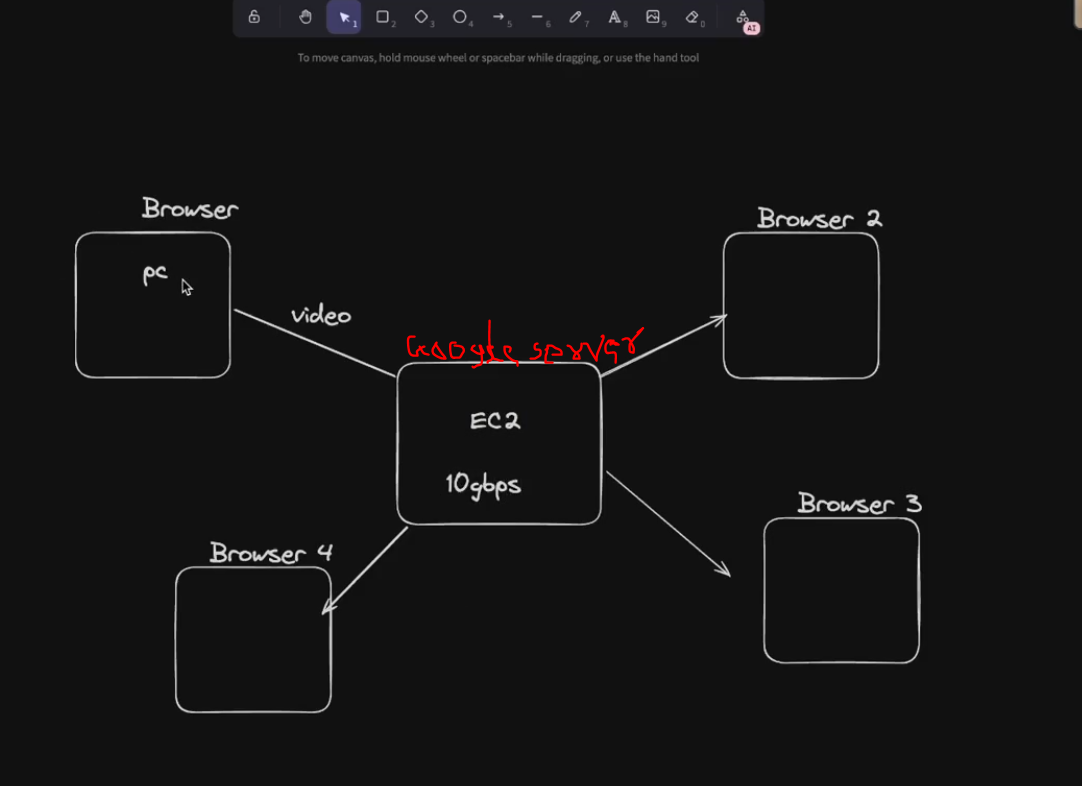 1
2
3
4
5
6
7
A 8
9
0
AI
To move canvas, hold mouse wheel or spacebar while dragging, or use the hand tool
Browser
pc
video
Google server
EC2
10gbps
Browser 2
Browser 3
Browser 4